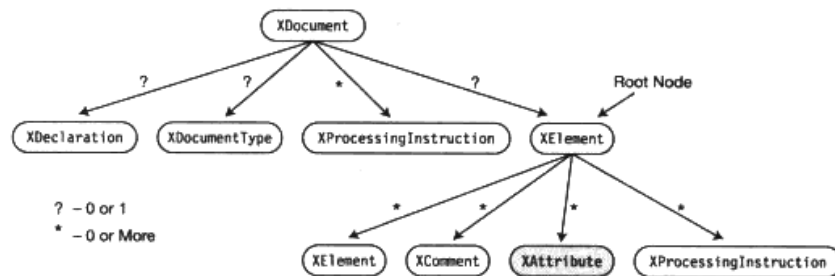 XDocument
? ? * ?
Root Node
XDeclaration XDocumentType XProcessingInstruction XElement
? – 0 or 1
* – 0 or More
* * * *
XElement XComment XAttribute XProcessingInstruction